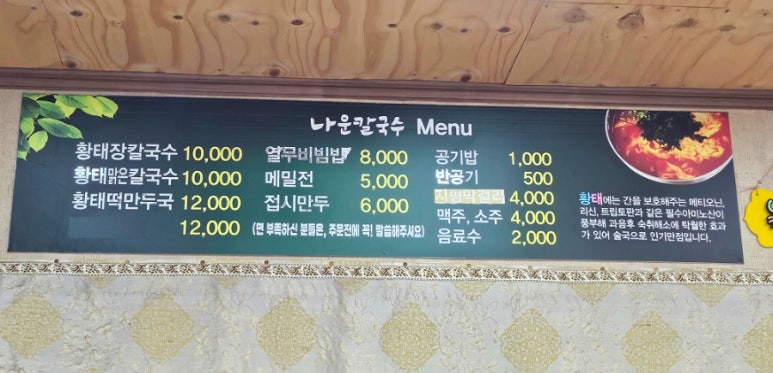 나운칼국수 Menu
황태장칼국수 10,000
황태맑은칼국수 10,000
황태떡만두국 12,000
12,000
열무비빔밥 8,000
메밀전 5,000
접시만두 6,000
(면 부족하신 분들은, 주문전에 꼭! 말씀해주세요)
공기밥 1,000
반공기 500
지평막걸리 4,000
맥주, 소주 4,000
음료수 2,000
황태에는 간을 보호해주는 메티오닌,
리신, 트립토판과 같은 필수아미노산이
풍부해 과음후 숙취해소에 탁월한 효과
가 있어 술국으로 인기만점입니다.